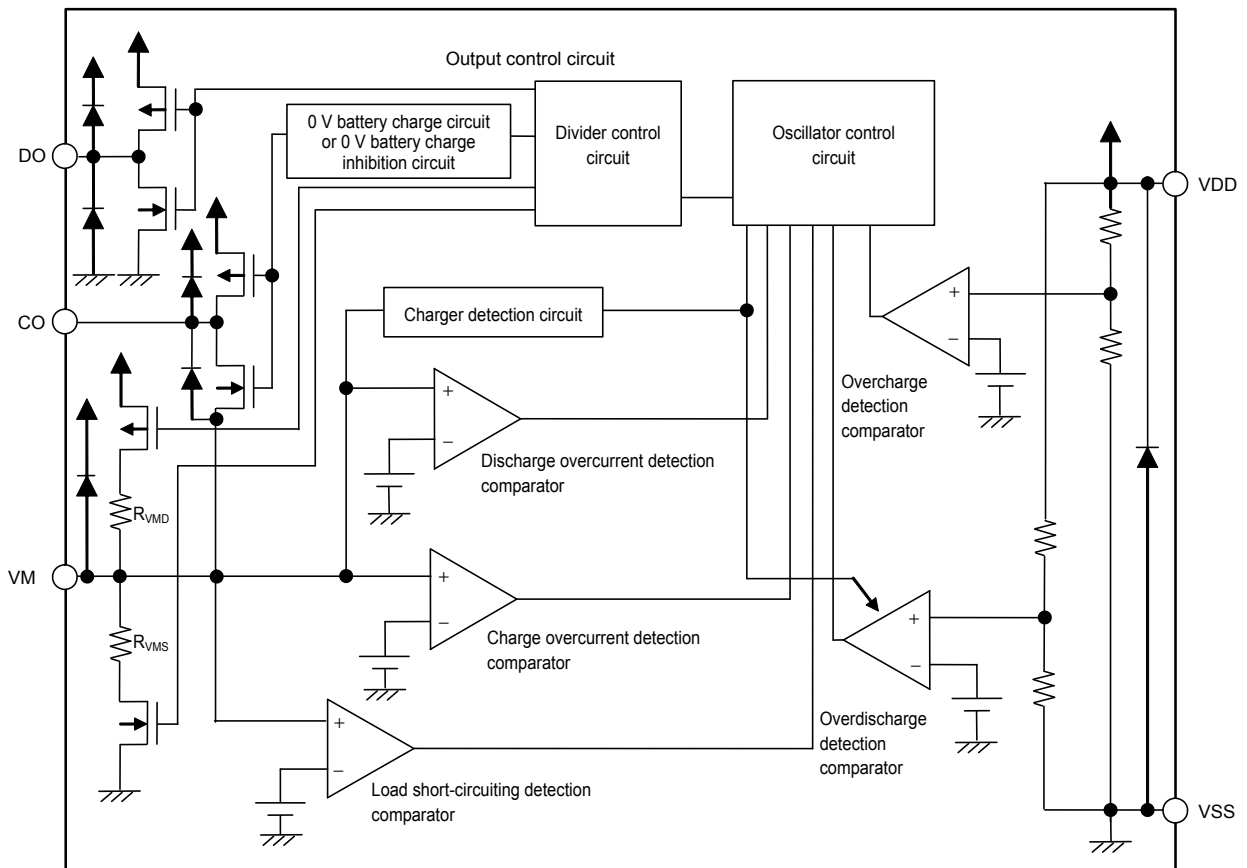 Output control circuit
0 V battery charge circuit
or 0 V battery charge
inhibition circuit
Divider control
circuit
Oscillator control
circuit
DO
VDD
CO
Charger detection circuit
+
−
Overcharge
detection
comparator
+
−
Discharge overcurrent detection
comparator
RVMD
VM
+
−
Charge overcurrent detection
comparator
+
−
Overdischarge
detection
comparator
RVMS
+
−
Load short-circuiting detection
comparator
VSS